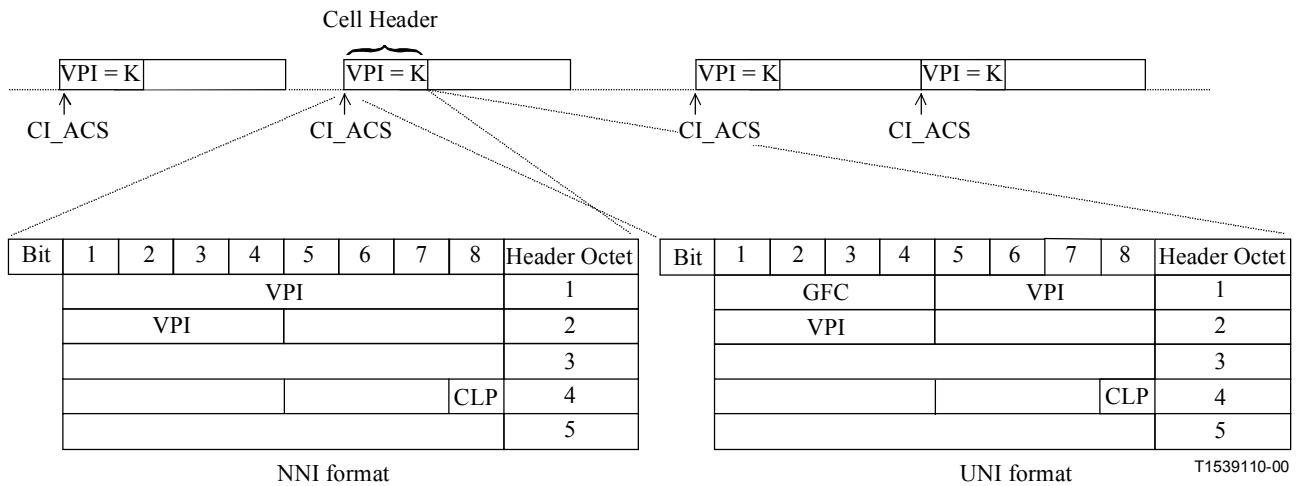 Cell Header
VPI = K VPI = K VPI = K VPI = K
CI_ACS CI_ACS CI_ACS CI_ACS
Bit 1 2 3 4 5 6 7 8 Header Octet
VPI 1
VPI 2
3
CLP 4
5
NNI format
Bit 1 2 3 4 5 6 7 8 Header Octet
GFC VPI 1
VPI 2
3
CLP 4
5
UNI format
T1539110-00